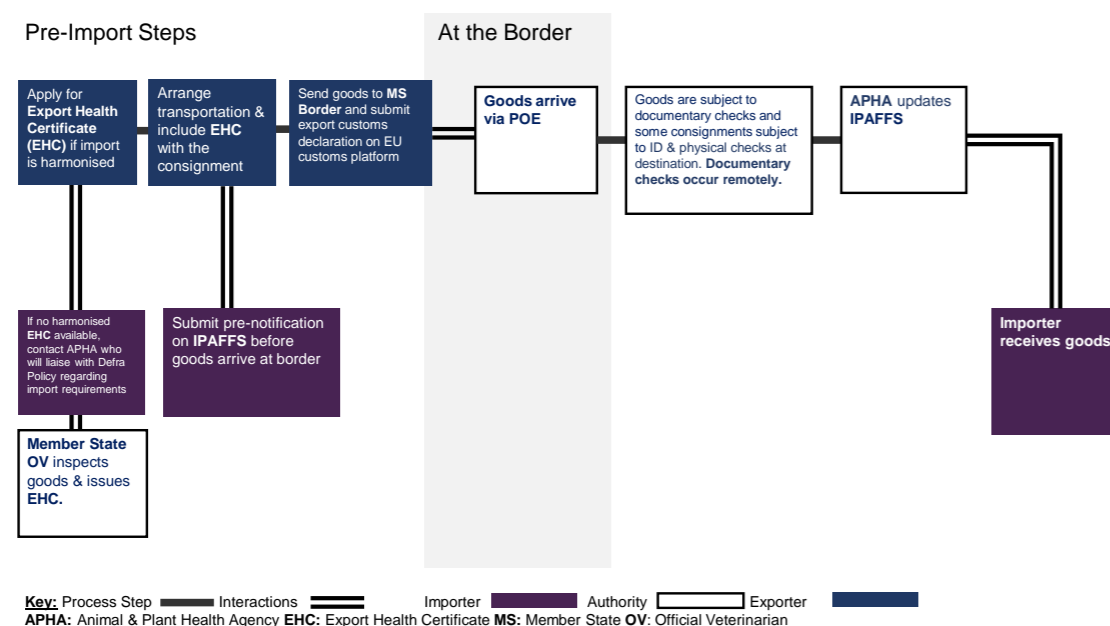 Pre-Import Steps
At the Border
Apply for
Export Health
Certificate
(EHC) if import
is harmonised
Arrange
transportation &
include EHC
with the
consignment
Send goods to MS
Border and submit
export customs
declaration on EU
customs platform
Goods arrive
via POE
Goods are subject to
documentary checks and
some consignments subject
to ID & physical checks at
destination. Documentary
checks occur remotely.
APHA updates
IPAFFS
If no harmonised
EHC available,
contact APHA who
will liaise with Defra
Policy regarding
import requirements
Submit pre-notification
on IPAFFS before
goods arrive at border
Importer
receives goods
Member State
OV inspects
goods & issues
EHC.
Key: Process Step Interactions Importer Authority Exporter
APHA: Animal & Plant Health Agency EHC: Export Health Certificate MS: Member State OV: Official Veterinarian